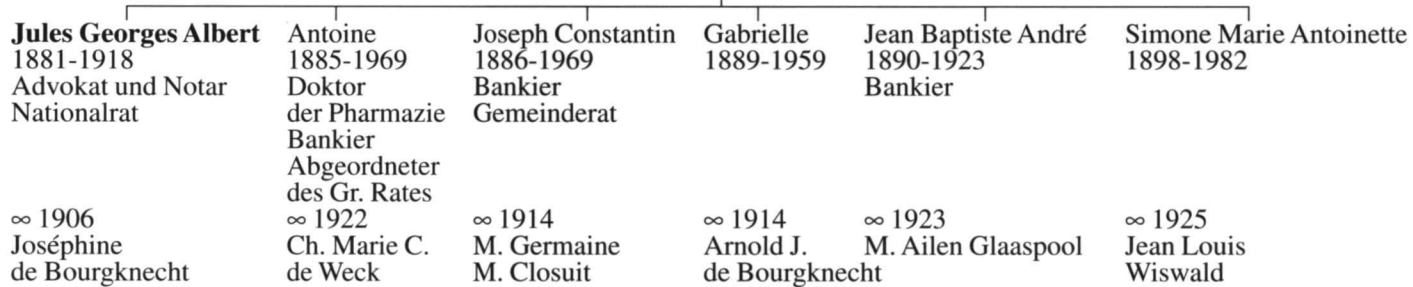 Jules Georges Albert
1881-1918
Advokat und Notar
Nationalrat
∞ 1906
Joséphine
de Bourgknecht
Antoine
1885-1969
Doktor
der Pharmazie
Bankier
Abgeordneter
des Gr. Rates
∞ 1922
Ch. Marie C.
de Weck
Joseph Constantin
1886-1969
Bankier
Gemeinderat
∞ 1914
M. Germaine
M. Closuit
Gabrielle
1889-1959
∞ 1914
Arnold J.
de Bourgknecht
Jean Baptiste André
1890-1923
Bankier
∞ 1923
M. Ailen Glaaspool
Simone Marie Antoinette
1898-1982
∞ 1925
Jean Louis
Wiswald